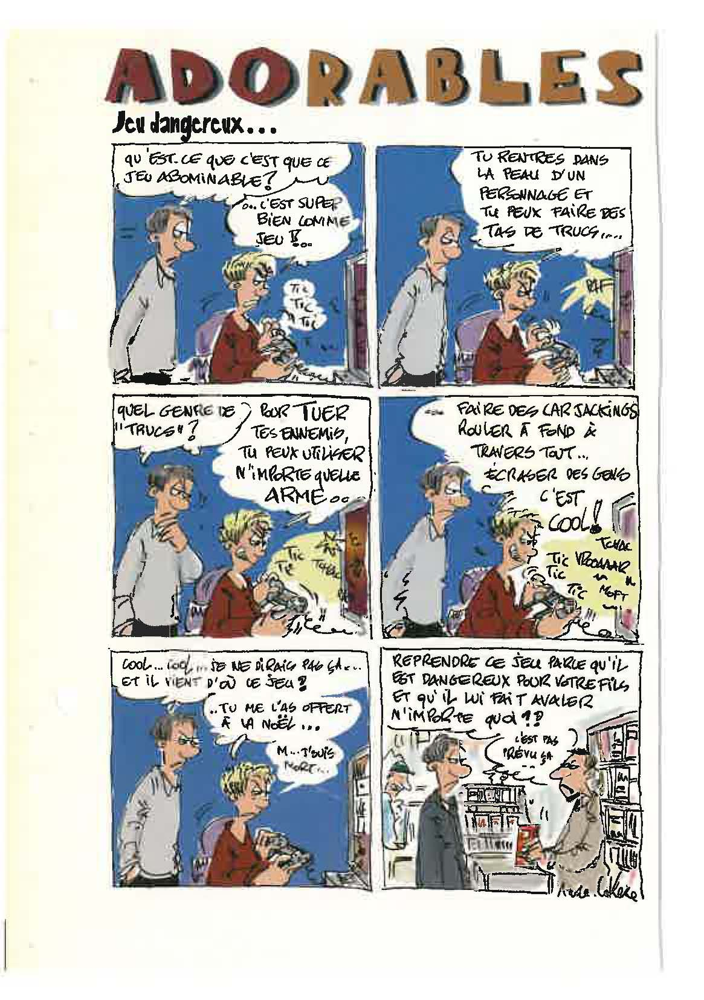 ADORABLES
Jeu dangereux...
QU'EST-CE QUE C'EST QUE CE
JEU ABOMINABLE?
... C'EST SUPER
BIEN COMME
JEU !!...
TIC
TIC
TIC
TU RENTRES DANS
LA PEAU D'UN
PERSONNAGE ET
TU PEUX FAIRE DES
TAS DE TRUCS.....
PAF
QUEL GENRE DE
"TRUCS"?
POUR TUER
TES ENNEMIS,
TU PEUX UTILISER
N'IMPORTE QUELLE
ARME...
TIC
TIC
TCHAC
... FAIRE DES CAR JACKINGS
ROULER À FOND À
TRAVERS TOUT...
ÉCRASER DES GENS
C'EST
COOL!
TCHAC
TIC VROAAAR
TIC
TIC MOFT
COOL... COOL... JE NE DIRAIS PAS ÇA....
ET IL VIENT D'OÙ CE JEU?
..TU ME L'AS OFFERT
À LA NOËL...
M... J'SUIS
MORT...
REPRENDRE CE JEU PARCE QU'IL
EST DANGEREUX POUR VOTRE FILS
ET QU'IL LUI FAIT AVALER
N'IMPORTE QUOI??
C'EST PAS
PRÉVU ÇA
...